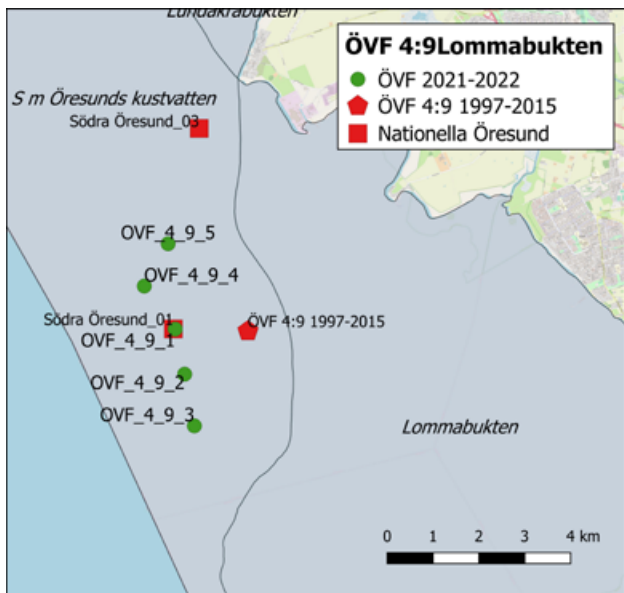 Lundåkrabukten
ÖVF 4:9Lommabukten
ÖVF 2021-2022
ÖVF 4:9 1997-2015
Nationella Öresund
S m Öresunds kustvatten
Södra Öresund_03
OVF_4_9_5
OVF_4_9_4
Södra Öresund_01
ÖVF 4:9 1997-2015
OVF_4_9_1
OVF_4_9_2
OVF_4_9_3
Lommabukten
0 1 2 3 4 km